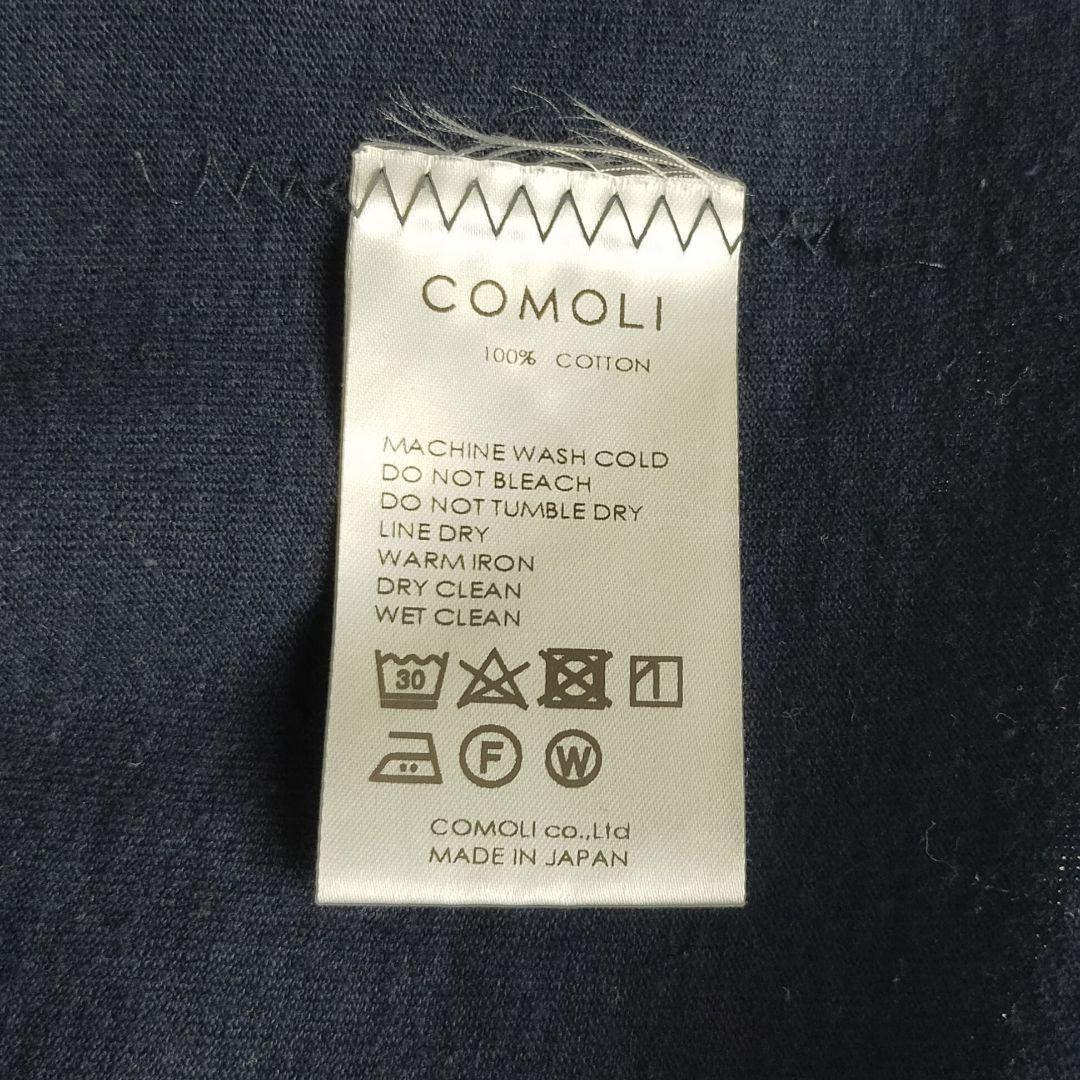 COMOLI
100% COTTON
MACHINE WASH COLD
DO NOT BLEACH
DO NOT TUMBLE DRY
LINE DRY
WARM IRON
DRY CLEAN
WET CLEAN
30
F W
COMOLI co.,Ltd
MADE IN JAPAN